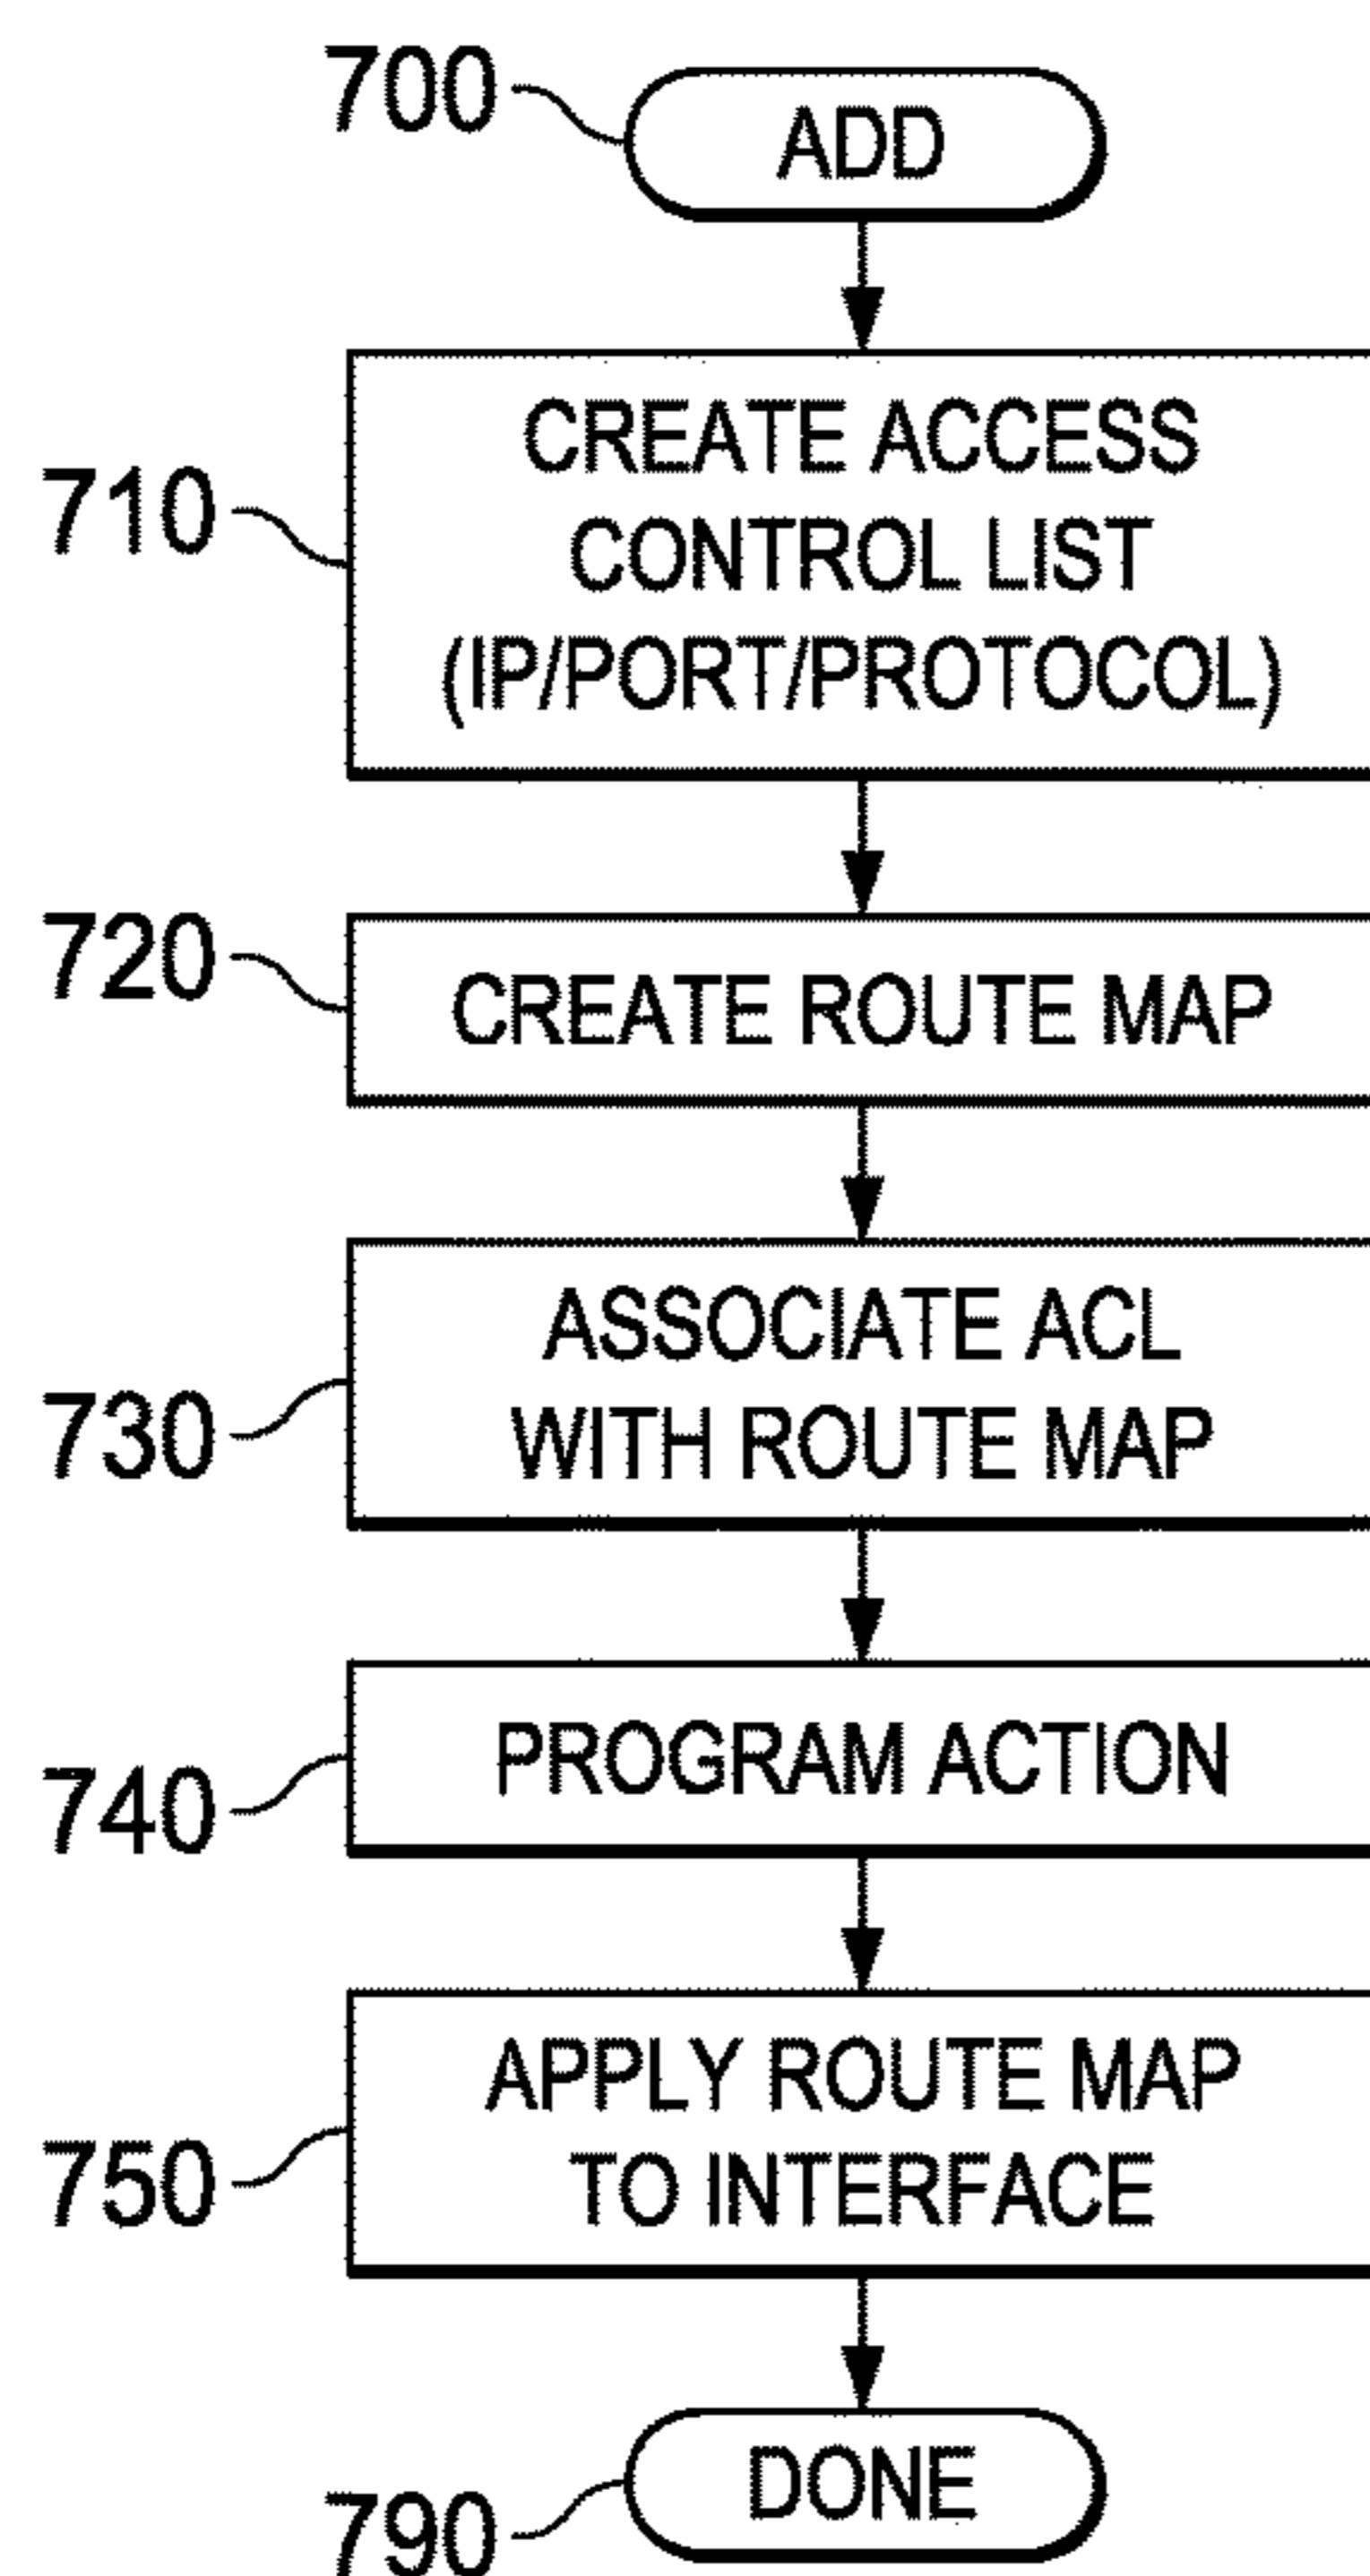 700
ADD
710
CREATE ACCESS
CONTROL LIST
(IP/PORT/PROTOCOL)
720
CREATE ROUTE MAP
730
ASSOCIATE ACL
WITH ROUTE MAP
740
PROGRAM ACTION
750
APPLY ROUTE MAP
TO INTERFACE
790
DONE